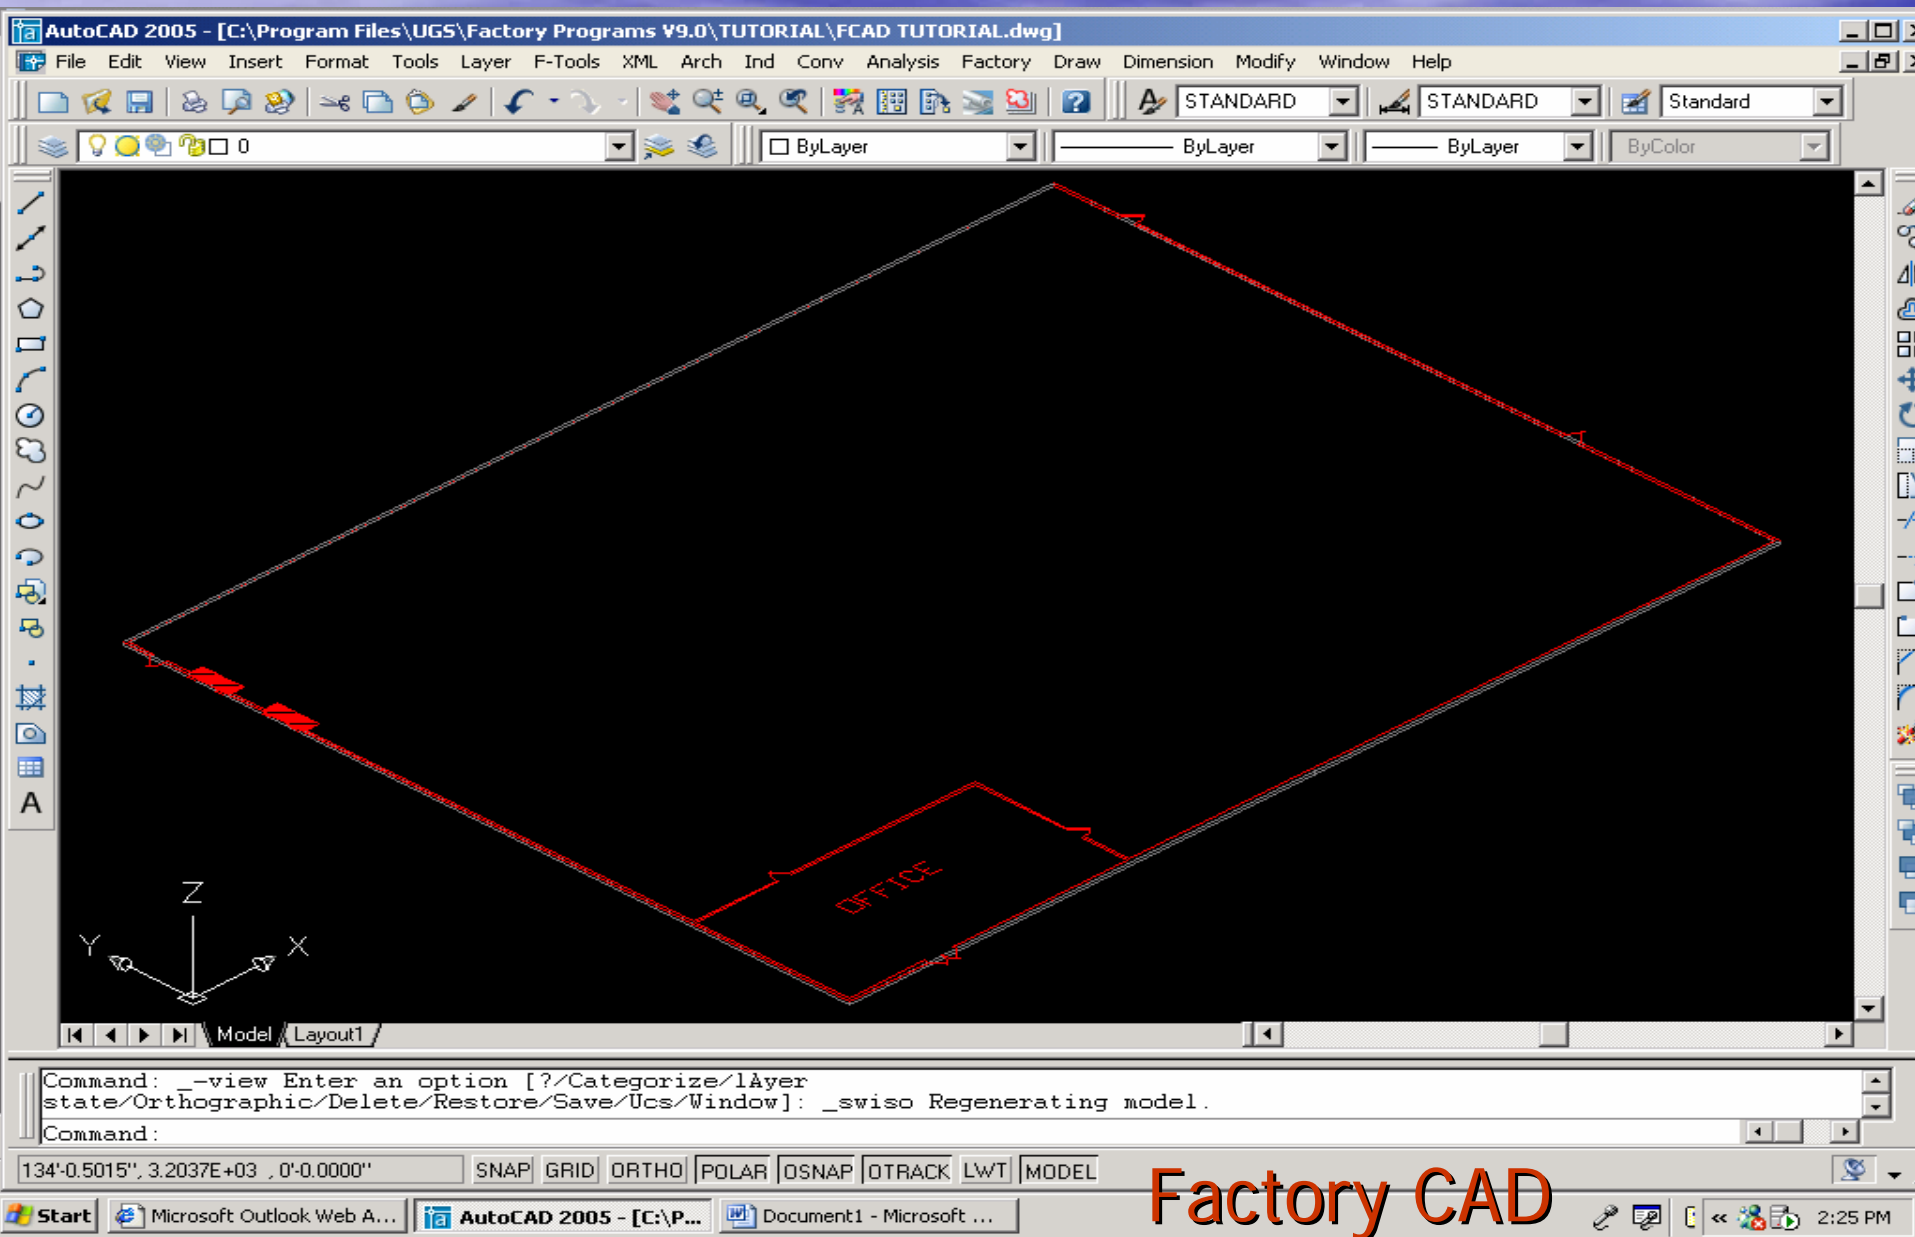 AutoCAD 2005 - [C:\Program Files\UGS\Factory Programs V9.0\TUTORIAL\FCAD TUTORIAL.dwg]
File Edit View Insert Format Tools Layer F-Tools XML Arch Ind Conv Analysis Factory Draw Dimension Modify Window Help
STANDARD STANDARD Standard
0 ByLayer ByLayer ByLayer ByColor
A
OFFICE
Z
Y X
Model Layout1
Command: _-view Enter an option [?/Categorize/lAyer
state/Orthographic/Delete/Restore/Save/Ucs/Window]: _swiso Regenerating model.
Command:
134'-0.5015", 3.2037E+03 , 0'-0.0000" SNAP GRID ORTHO POLAR OSNAP OTRACK LWT MODEL
Factory CAD
Start Microsoft Outlook Web A... AutoCAD 2005 - [C:\P... Document1 - Microsoft ... « 2:25 PM